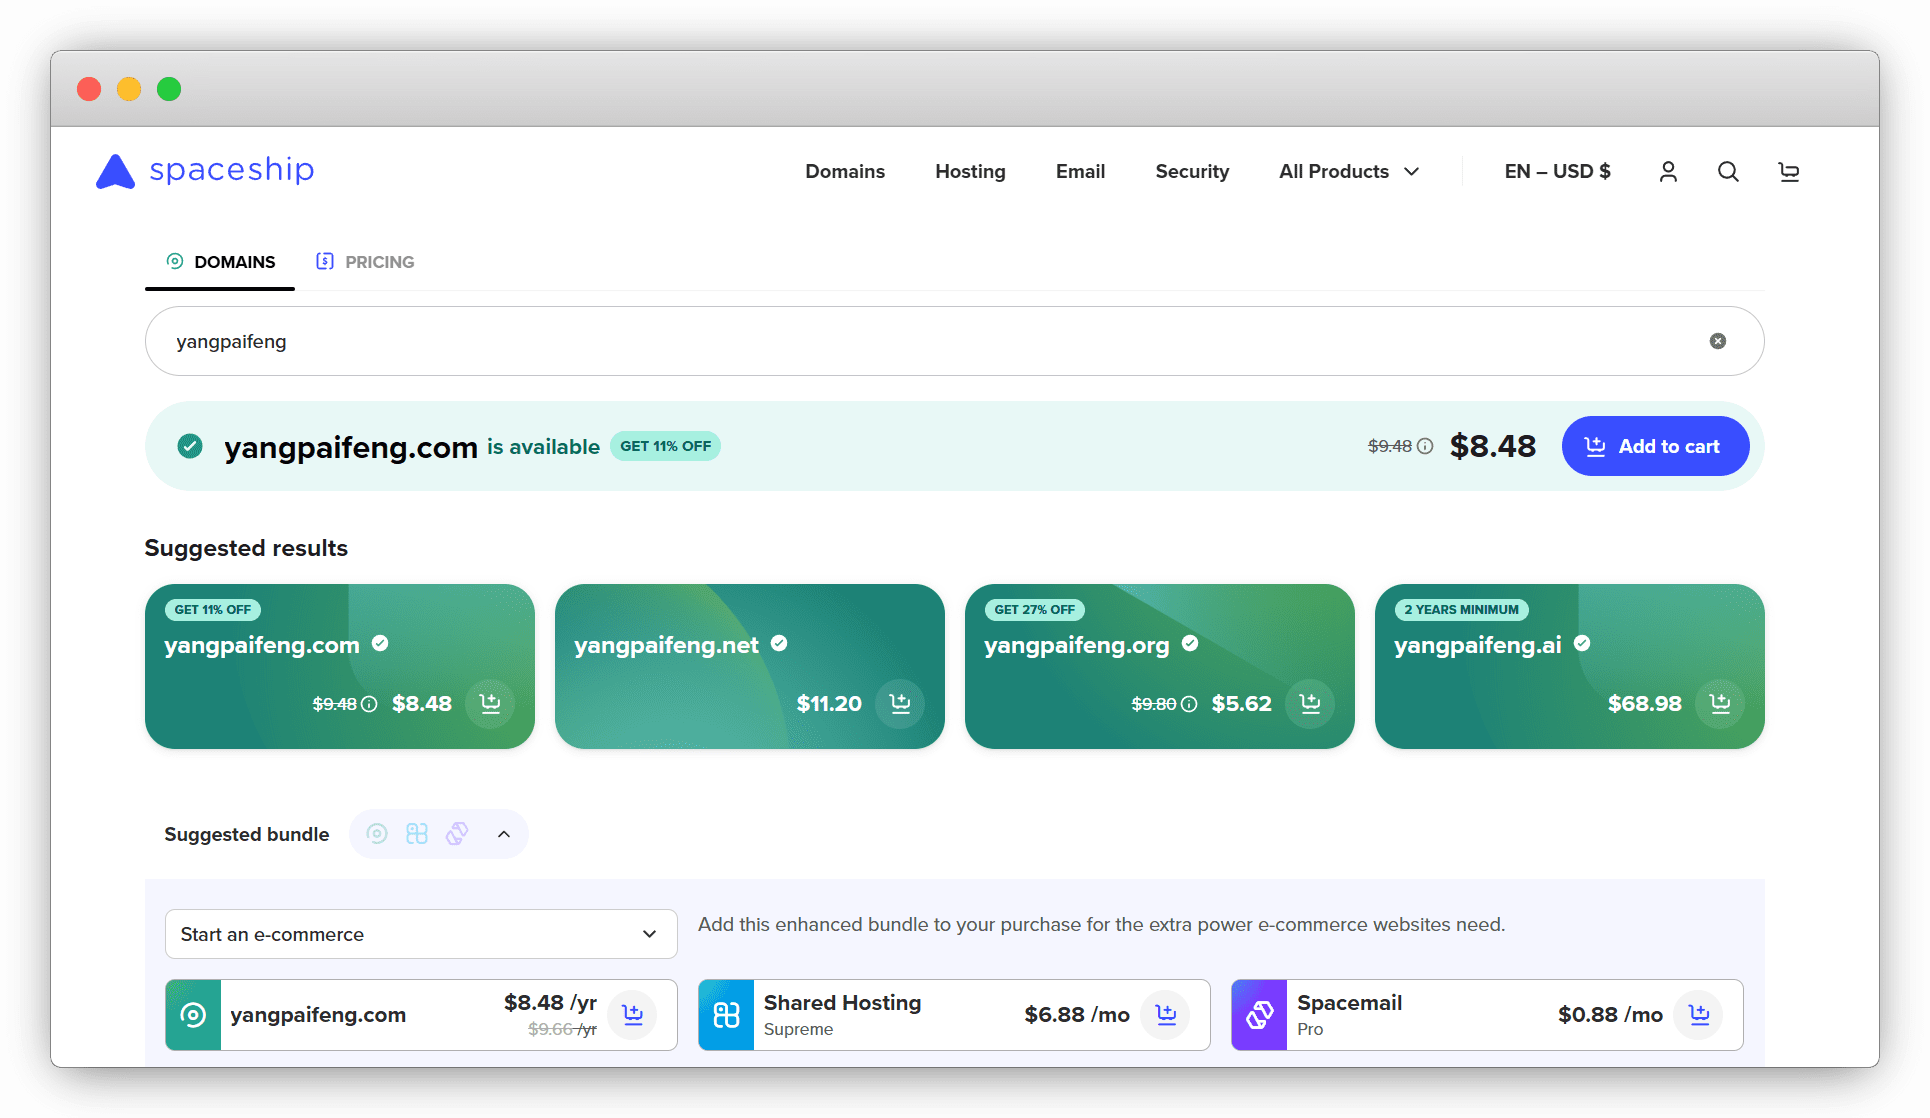 spaceship
Domains Hosting Email Security All Products EN – USD $
DOMAINS PRICING
yangpaifeng
yangpaifeng.com is available GET 11% OFF $9.48 $8.48 Add to cart
Suggested results
GET 11% OFF
yangpaifeng.com
$9.48 $8.48
yangpaifeng.net
$11.20
GET 27% OFF
yangpaifeng.org
$9.80 $5.62
2 YEARS MINIMUM
yangpaifeng.ai
$68.98
Suggested bundle
Start an e-commerce
Add this enhanced bundle to your purchase for the extra power e-commerce websites need.
yangpaifeng.com
$8.48 /yr
$9.66 /yr
Shared Hosting
Supreme
$6.88 /mo
Spacemail
Pro
$0.88 /mo